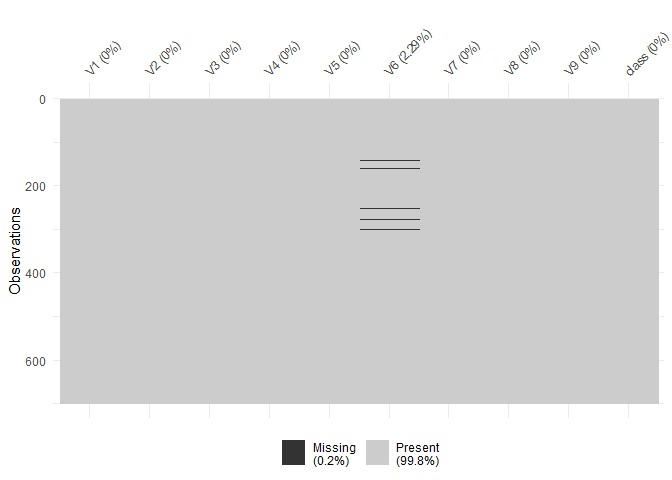 V1 (0%)
V2 (0%)
V3 (0%)
V4 (0%)
V5 (0%)
V6 (2.29%)
V7 (0%)
V8 (0%)
V9 (0%)
class (0%)
0
200
400
600
Observations
Missing
(0.2%)
Present
(99.8%)